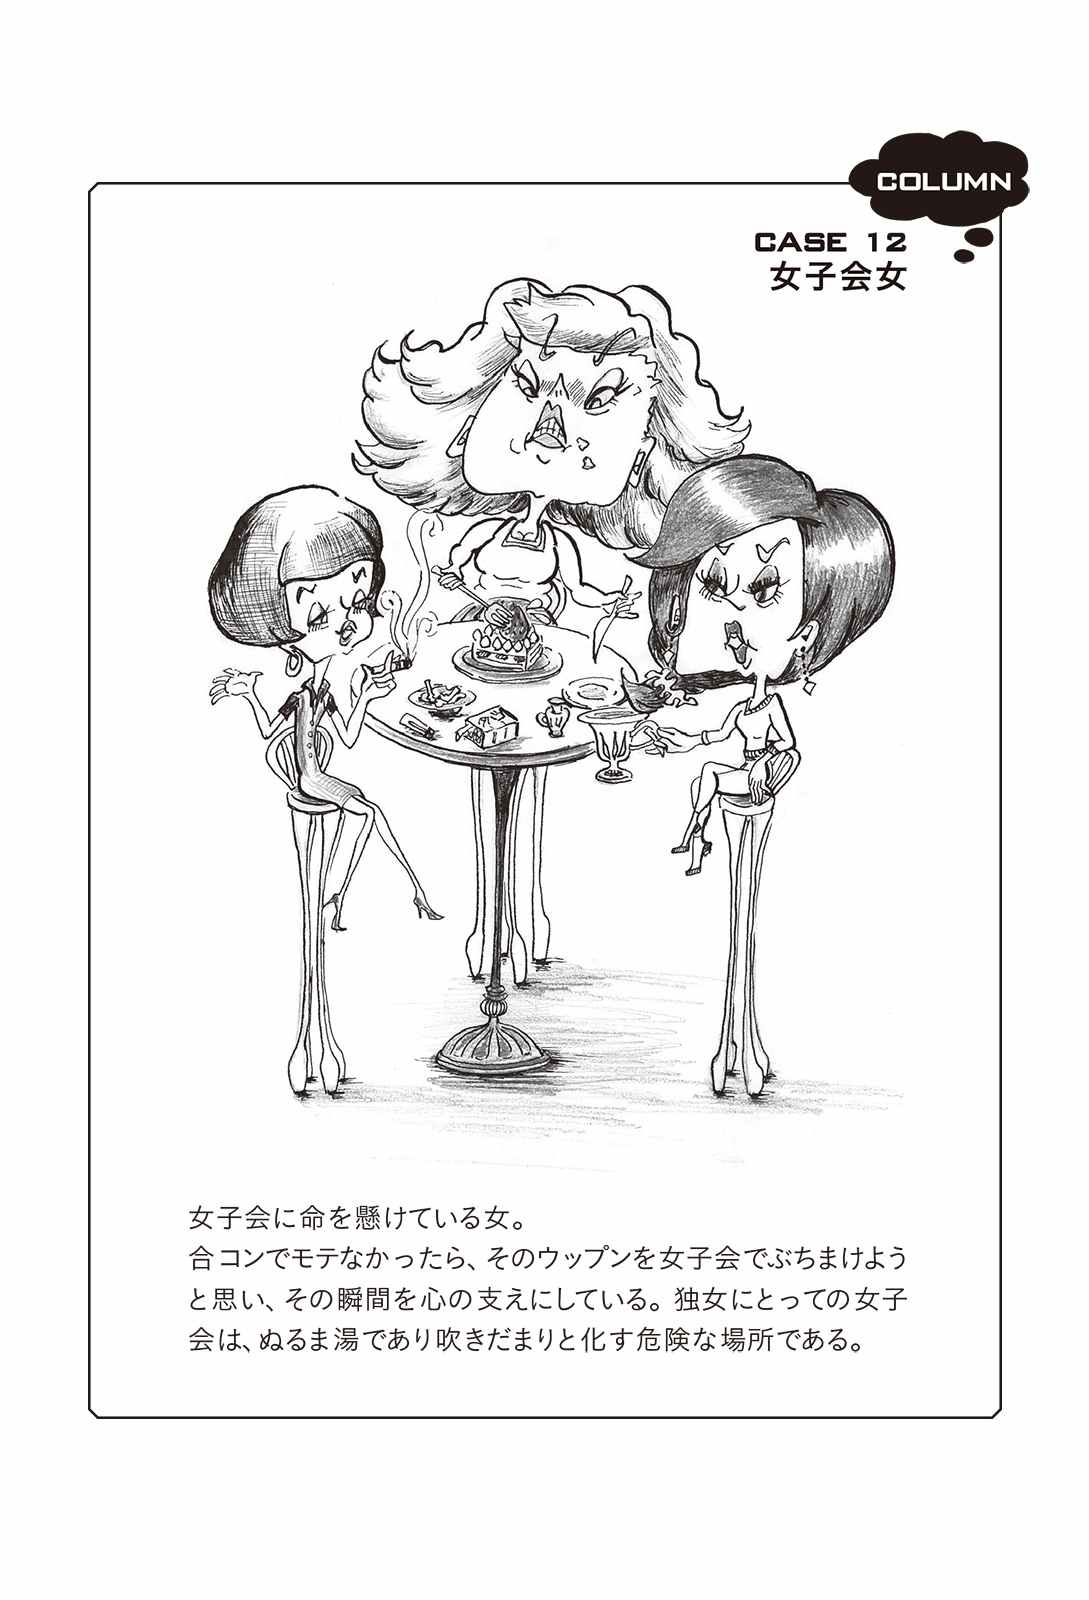 COLUMN
CASE 12
女子会女
女子会に命を懸けている女。
合コンでモテなかったら、そのウップンを女子会でぶちまけよう
と思い、その瞬間を心の支えにしている。独女にとっての女子
会は、ぬるま湯であり吹きだまりと化す危険な場所である。